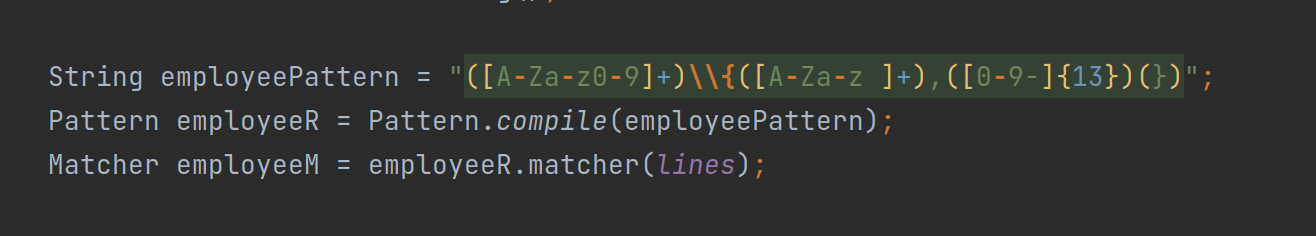 String employeePattern = "([A-Za-z0-9]+)\\{([A-Za-z ]+),([0-9-]{13})(})";
Pattern employeeR = Pattern.compile(employeePattern);
Matcher employeeM = employeeR.matcher(lines);